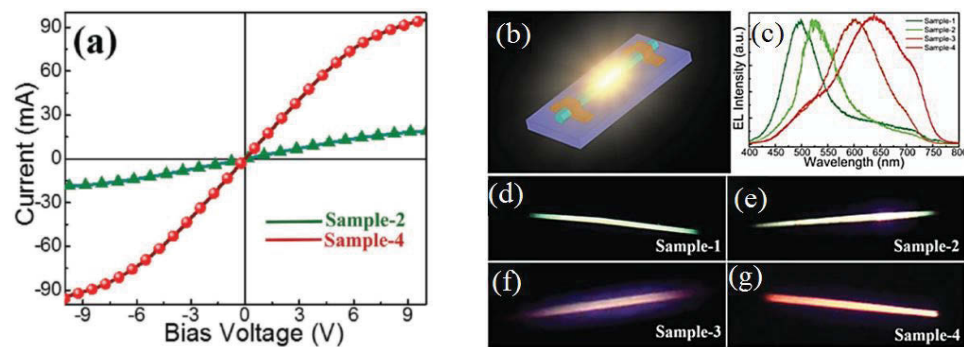 (a)
Current (mA)
90
60
30
0
-30
-60
-90
Sample-2
Sample-4
-9 -6 -3 0 3 6 9
Bias Voltage (V)
(b)
(c)
EL Intensity (a.u.)
Sample-1
Sample-2
Sample-3
Sample-4
400 450 500 550 600 650 700 750 800
Wavelength (nm)
(d)
Sample-1
(e)
Sample-2
(f)
Sample-3
(g)
Sample-4